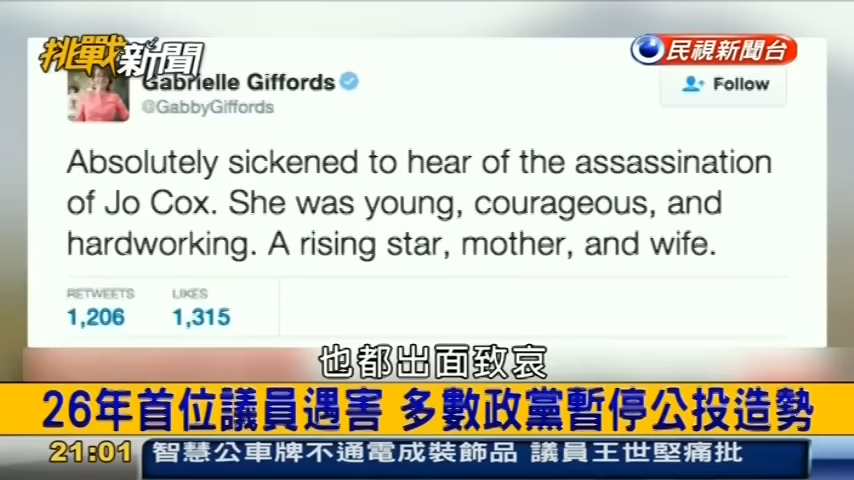 挑戰新聞
民視新聞台
Gabrielle Giffords
@GabbyGiffords
Follow
Absolutely sickened to hear of the assassination
of Jo Cox. She was young, courageous, and
hardworking. A rising star, mother, and wife.
RETWEETS LIKES
1,206 1,315
也都出面致哀
26年首位議員遇害 多數政黨暫停公投造勢
21:01 智慧公車牌不通電成裝飾品 議員王世堅痛批